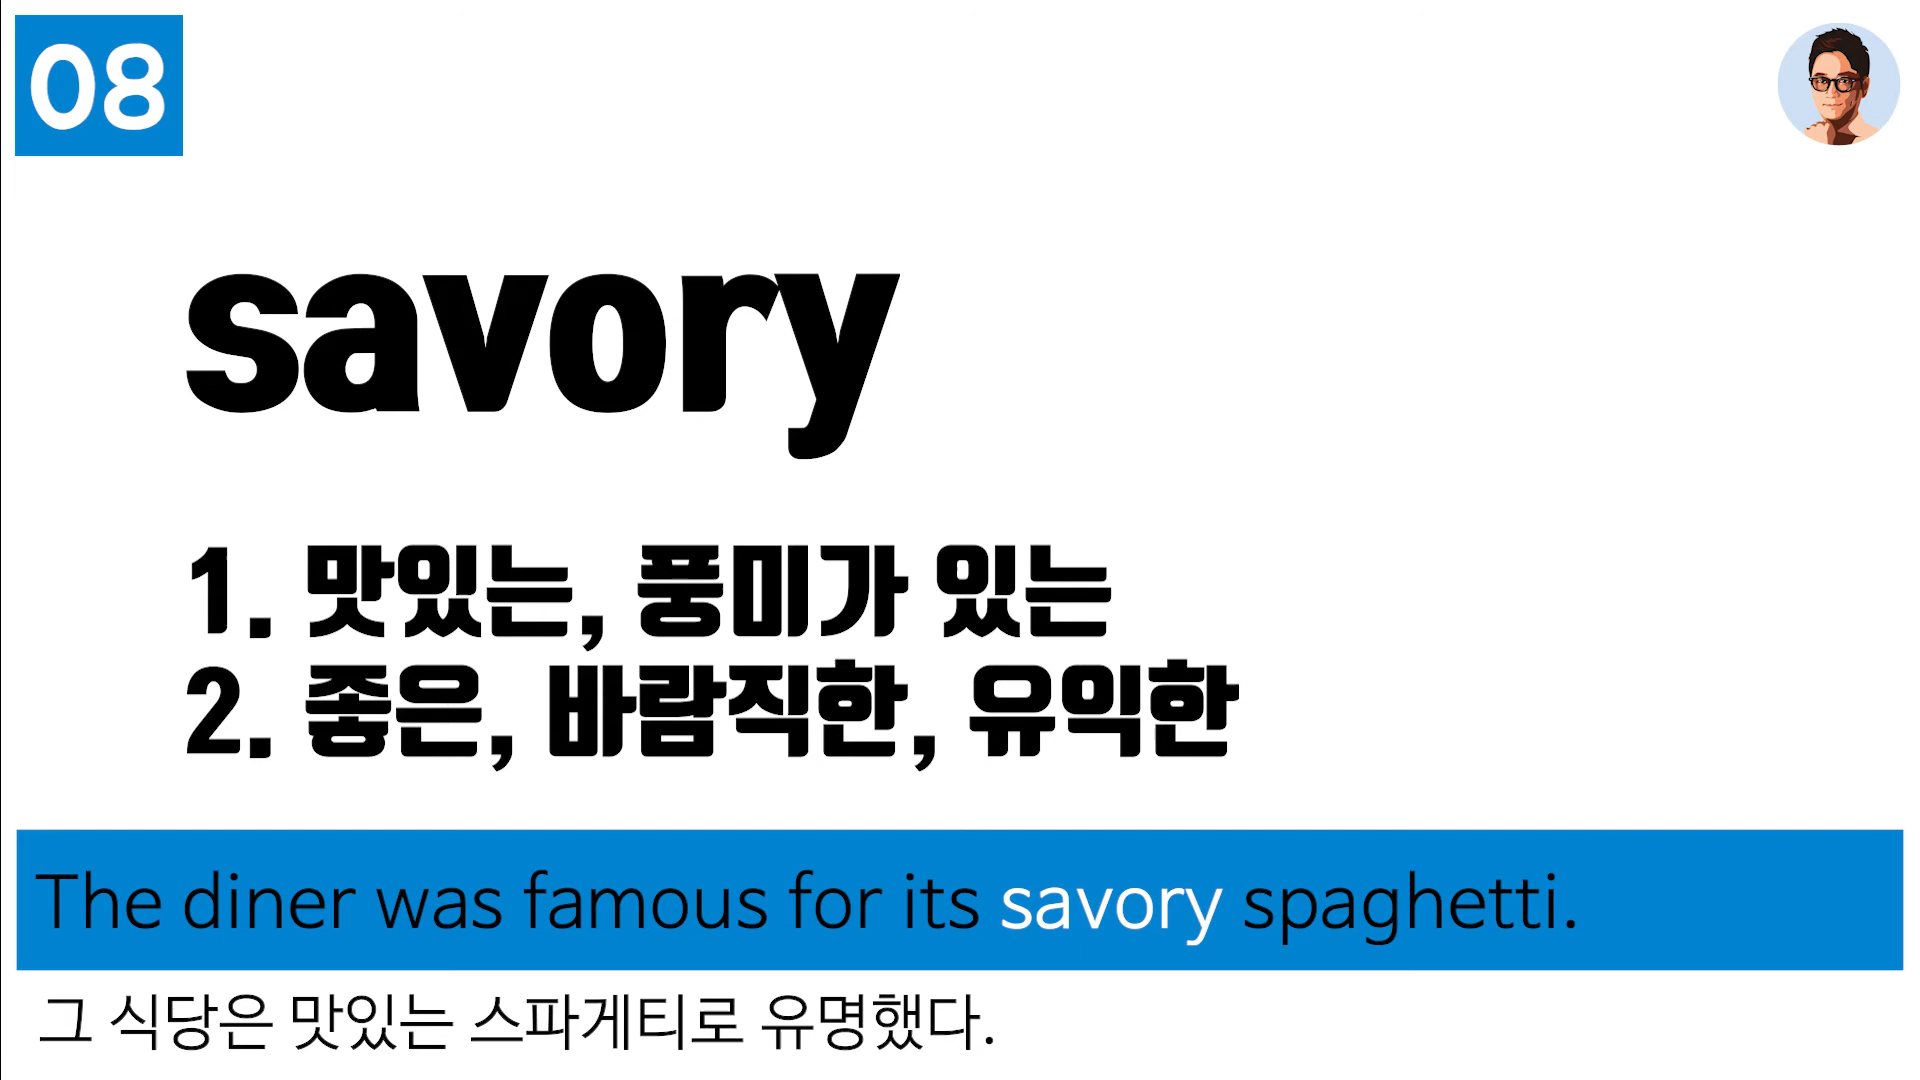 08
savory
1. 맛있는, 풍미가 있는
2. 좋은, 바람직한, 유익한
The diner was famous for its savory spaghetti.
그 식당은 맛있는 스파게티로 유명했다.